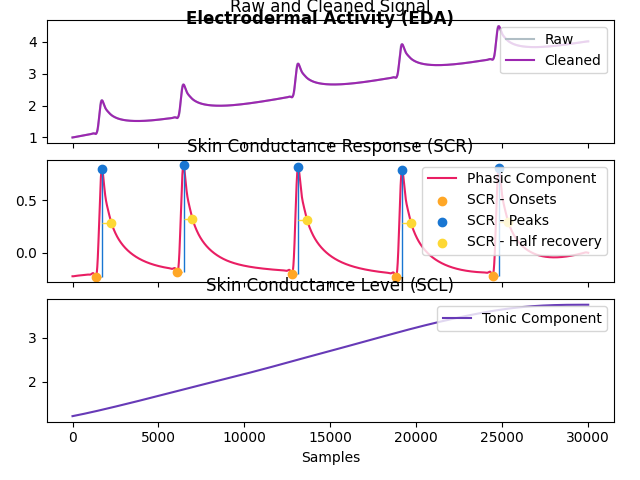 Raw and Cleaned Signal
Electrodermal Activity (EDA)
Raw
Cleaned
4
3
2
1
Skin Conductance Response (SCR)
Phasic Component
SCR - Onsets
SCR - Peaks
SCR - Half recovery
0.5
0.0
Skin Conductance Level (SCL)
Tonic Component
3
2
0 5000 10000 15000 20000 25000 30000
Samples